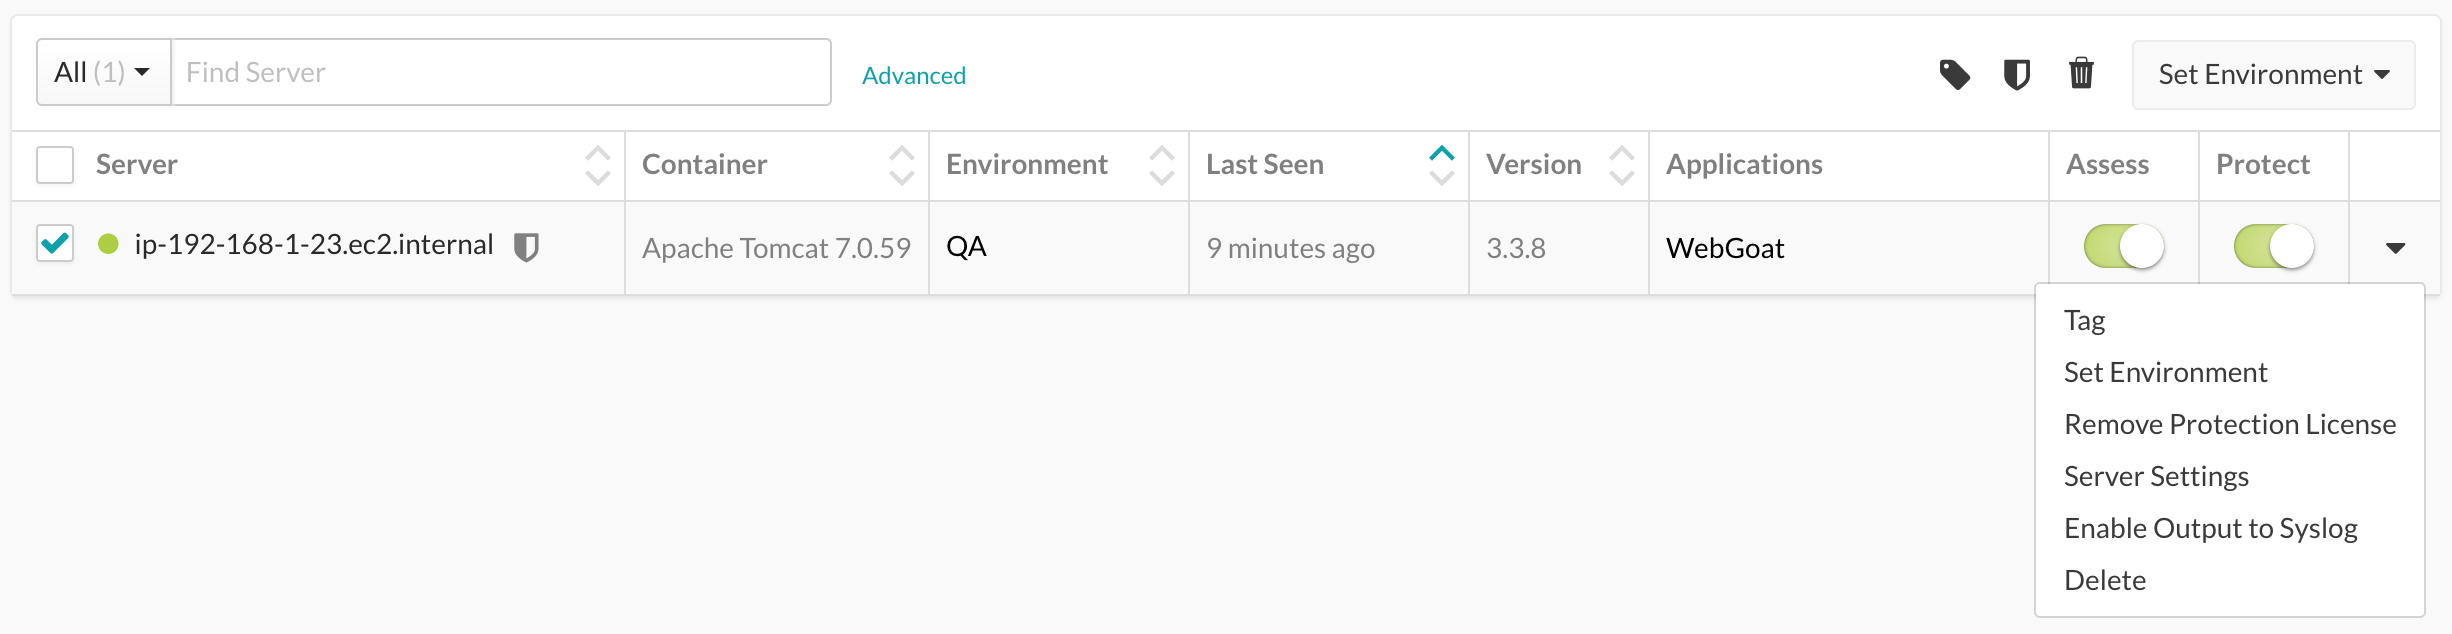 All (1) Find Server Advanced Set Environment
Server Container Environment Last Seen Version Applications Assess Protect
ip-192-168-1-23.ec2.internal Apache Tomcat 7.0.59 QA 9 minutes ago 3.3.8 WebGoat
Tag
Set Environment
Remove Protection License
Server Settings
Enable Output to Syslog
Delete